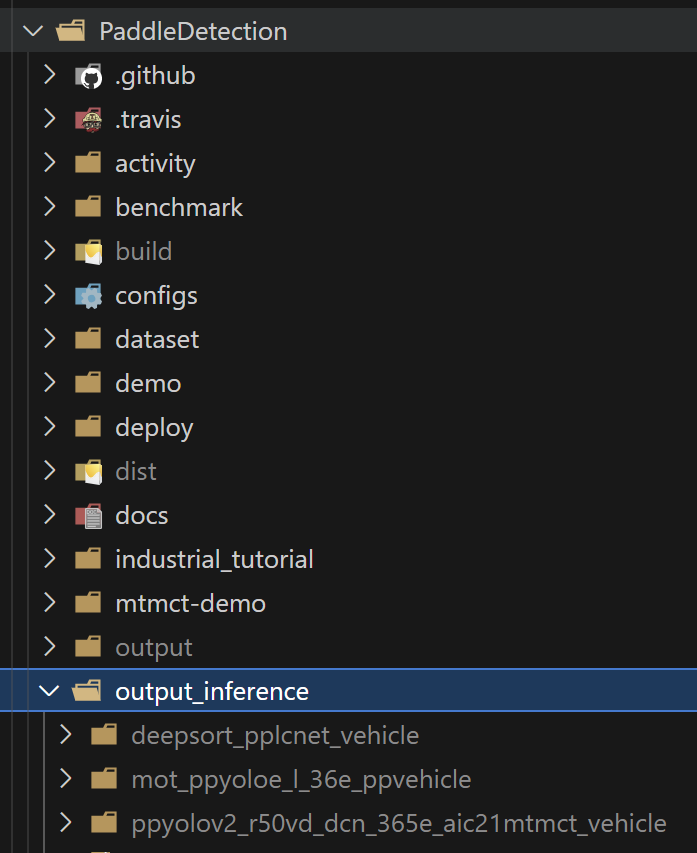 PaddleDetection
.github
.travis
activity
benchmark
build
configs
dataset
demo
deploy
dist
docs
industrial_tutorial
mtmct-demo
output
output_inference
deepsort_pplcnet_vehicle
mot_ppyoloe_l_36e_ppvehicle
ppyolov2_r50vd_dcn_365e_aic21mtmct_vehicle